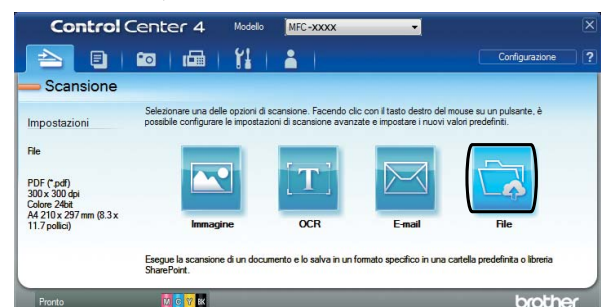 Control Center 4 Modello MFC-XXXX
Configurazione ?
Scansione
Selezionare una delle opzioni di scansione. Facendo clic con il tasto destro del mouse su un pulsante, è
possibile configurare le impostazioni di scansione avanzate e impostare i nuovi valori predefiniti.
Impostazioni
File
PDF (*.pdf)
300 x 300 dpi
Colore 24bit
A4 210 x 297 mm (8.3 x
11.7 pollici)
T
Immagine OCR E-mail File
Esegue la scansione di un documento e lo salva in un formato specifico in una cartella predefinita o libreria
SharePoint.
Pronto M C Y BK brother